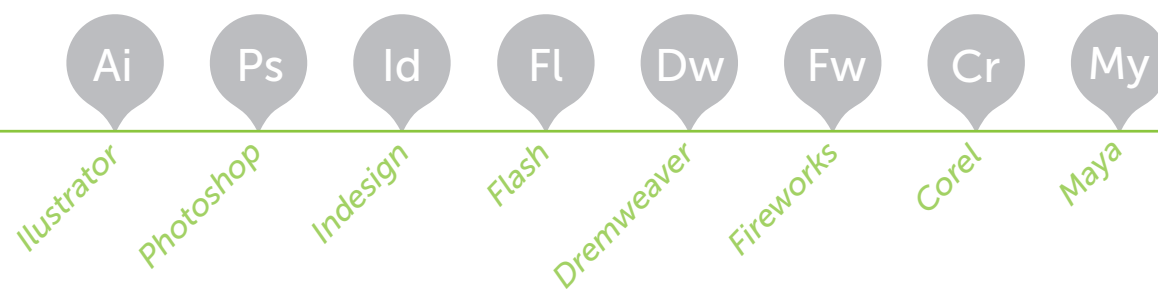 Ai Ps Id Fl Dw Fw Cr My
Ilustrator
Photoshop
Indesign
Flash
Dremweaver
Fireworks
Corel
Maya